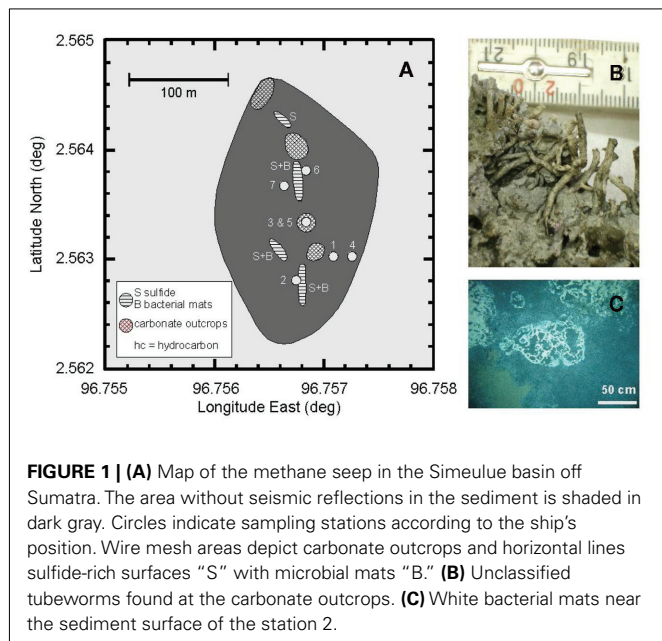 2.565
A
100 m
S
2.564
S+B
6
7
3 & 5
2.563
S+B
1
4
2
S+B
S sulfide
B bacterial mats
carbonate outcrops
hc = hydrocarbon
2.562
96.755 96.756 96.757 96.758
Latitude North (deg)
Longitude East (deg)
21 19 18
0 2
B
C
50 cm
FIGURE 1 | (A) Map of the methane seep in the Simeulue basin off
Sumatra. The area without seismic reflections in the sediment is shaded in
dark gray. Circles indicate sampling stations according to the ship's
position. Wire mesh areas depict carbonate outcrops and horizontal lines
sulfide-rich surfaces "S" with microbial mats "B." (B) Unclassified
tubeworms found at the carbonate outcrops. (C) White bacterial mats near
the sediment surface of the station 2.